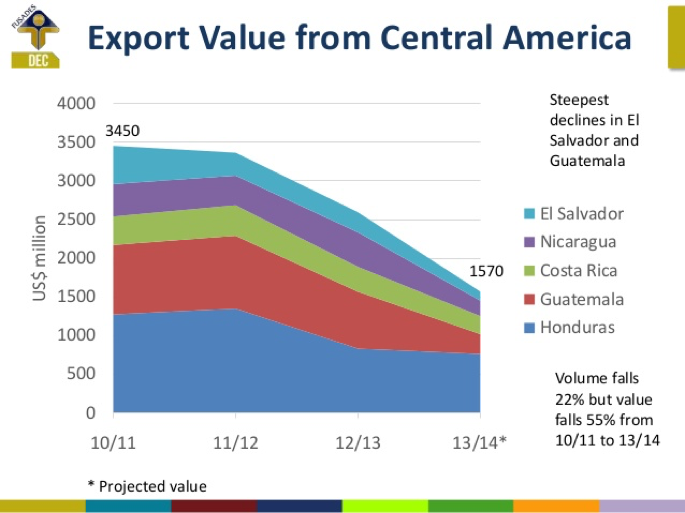 FUSADES
DEC
Export Value from Central America
4000
3500
3000
2500
2000
1500
1000
500
0
US$ million
3450
1570
10/11
11/12
12/13
13/14*
Steepest
declines in El
Salvador and
Guatemala
El Salvador
Nicaragua
Costa Rica
Guatemala
Honduras
Volume falls
22% but value
falls 55% from
10/11 to 13/14
* Projected value